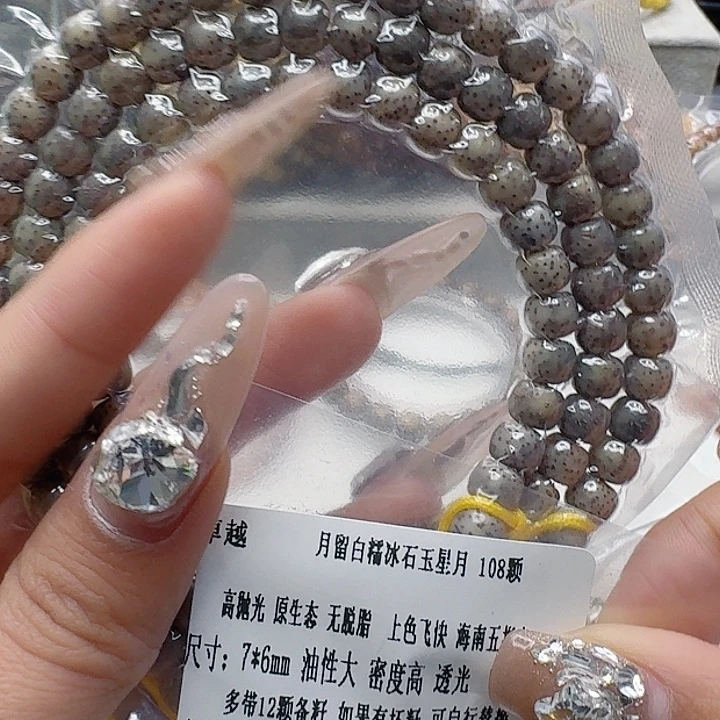 卓越 月留白糯冰石玉星月 108颗
高抛光 原生态 无脱脂 上色飞快 海南五
尺寸：7*6mm 油性大 密度高 透光
多带12颗备籽 如果有坏籽 可自行替换